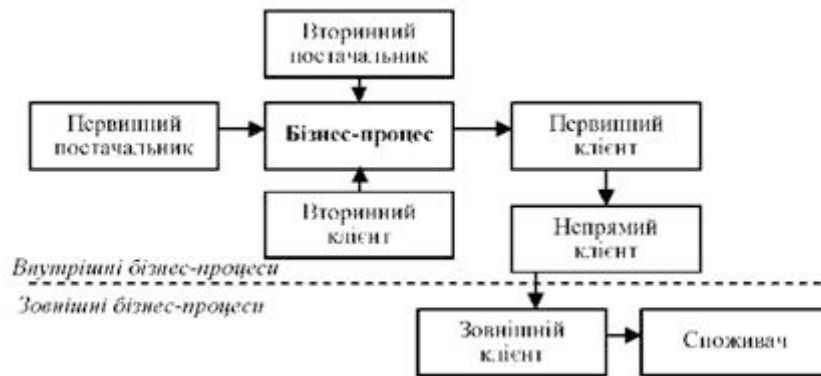 Вторинний
постачальник
Первинний
постачальник
Бізнес-процес
Первинний
клієнт
Вторинний
клієнт
Непрямий
клієнт
Внутрішні бізнес-процеси
Зовнішні бізнес-процеси
Зовнішній
клієнт
Споживач